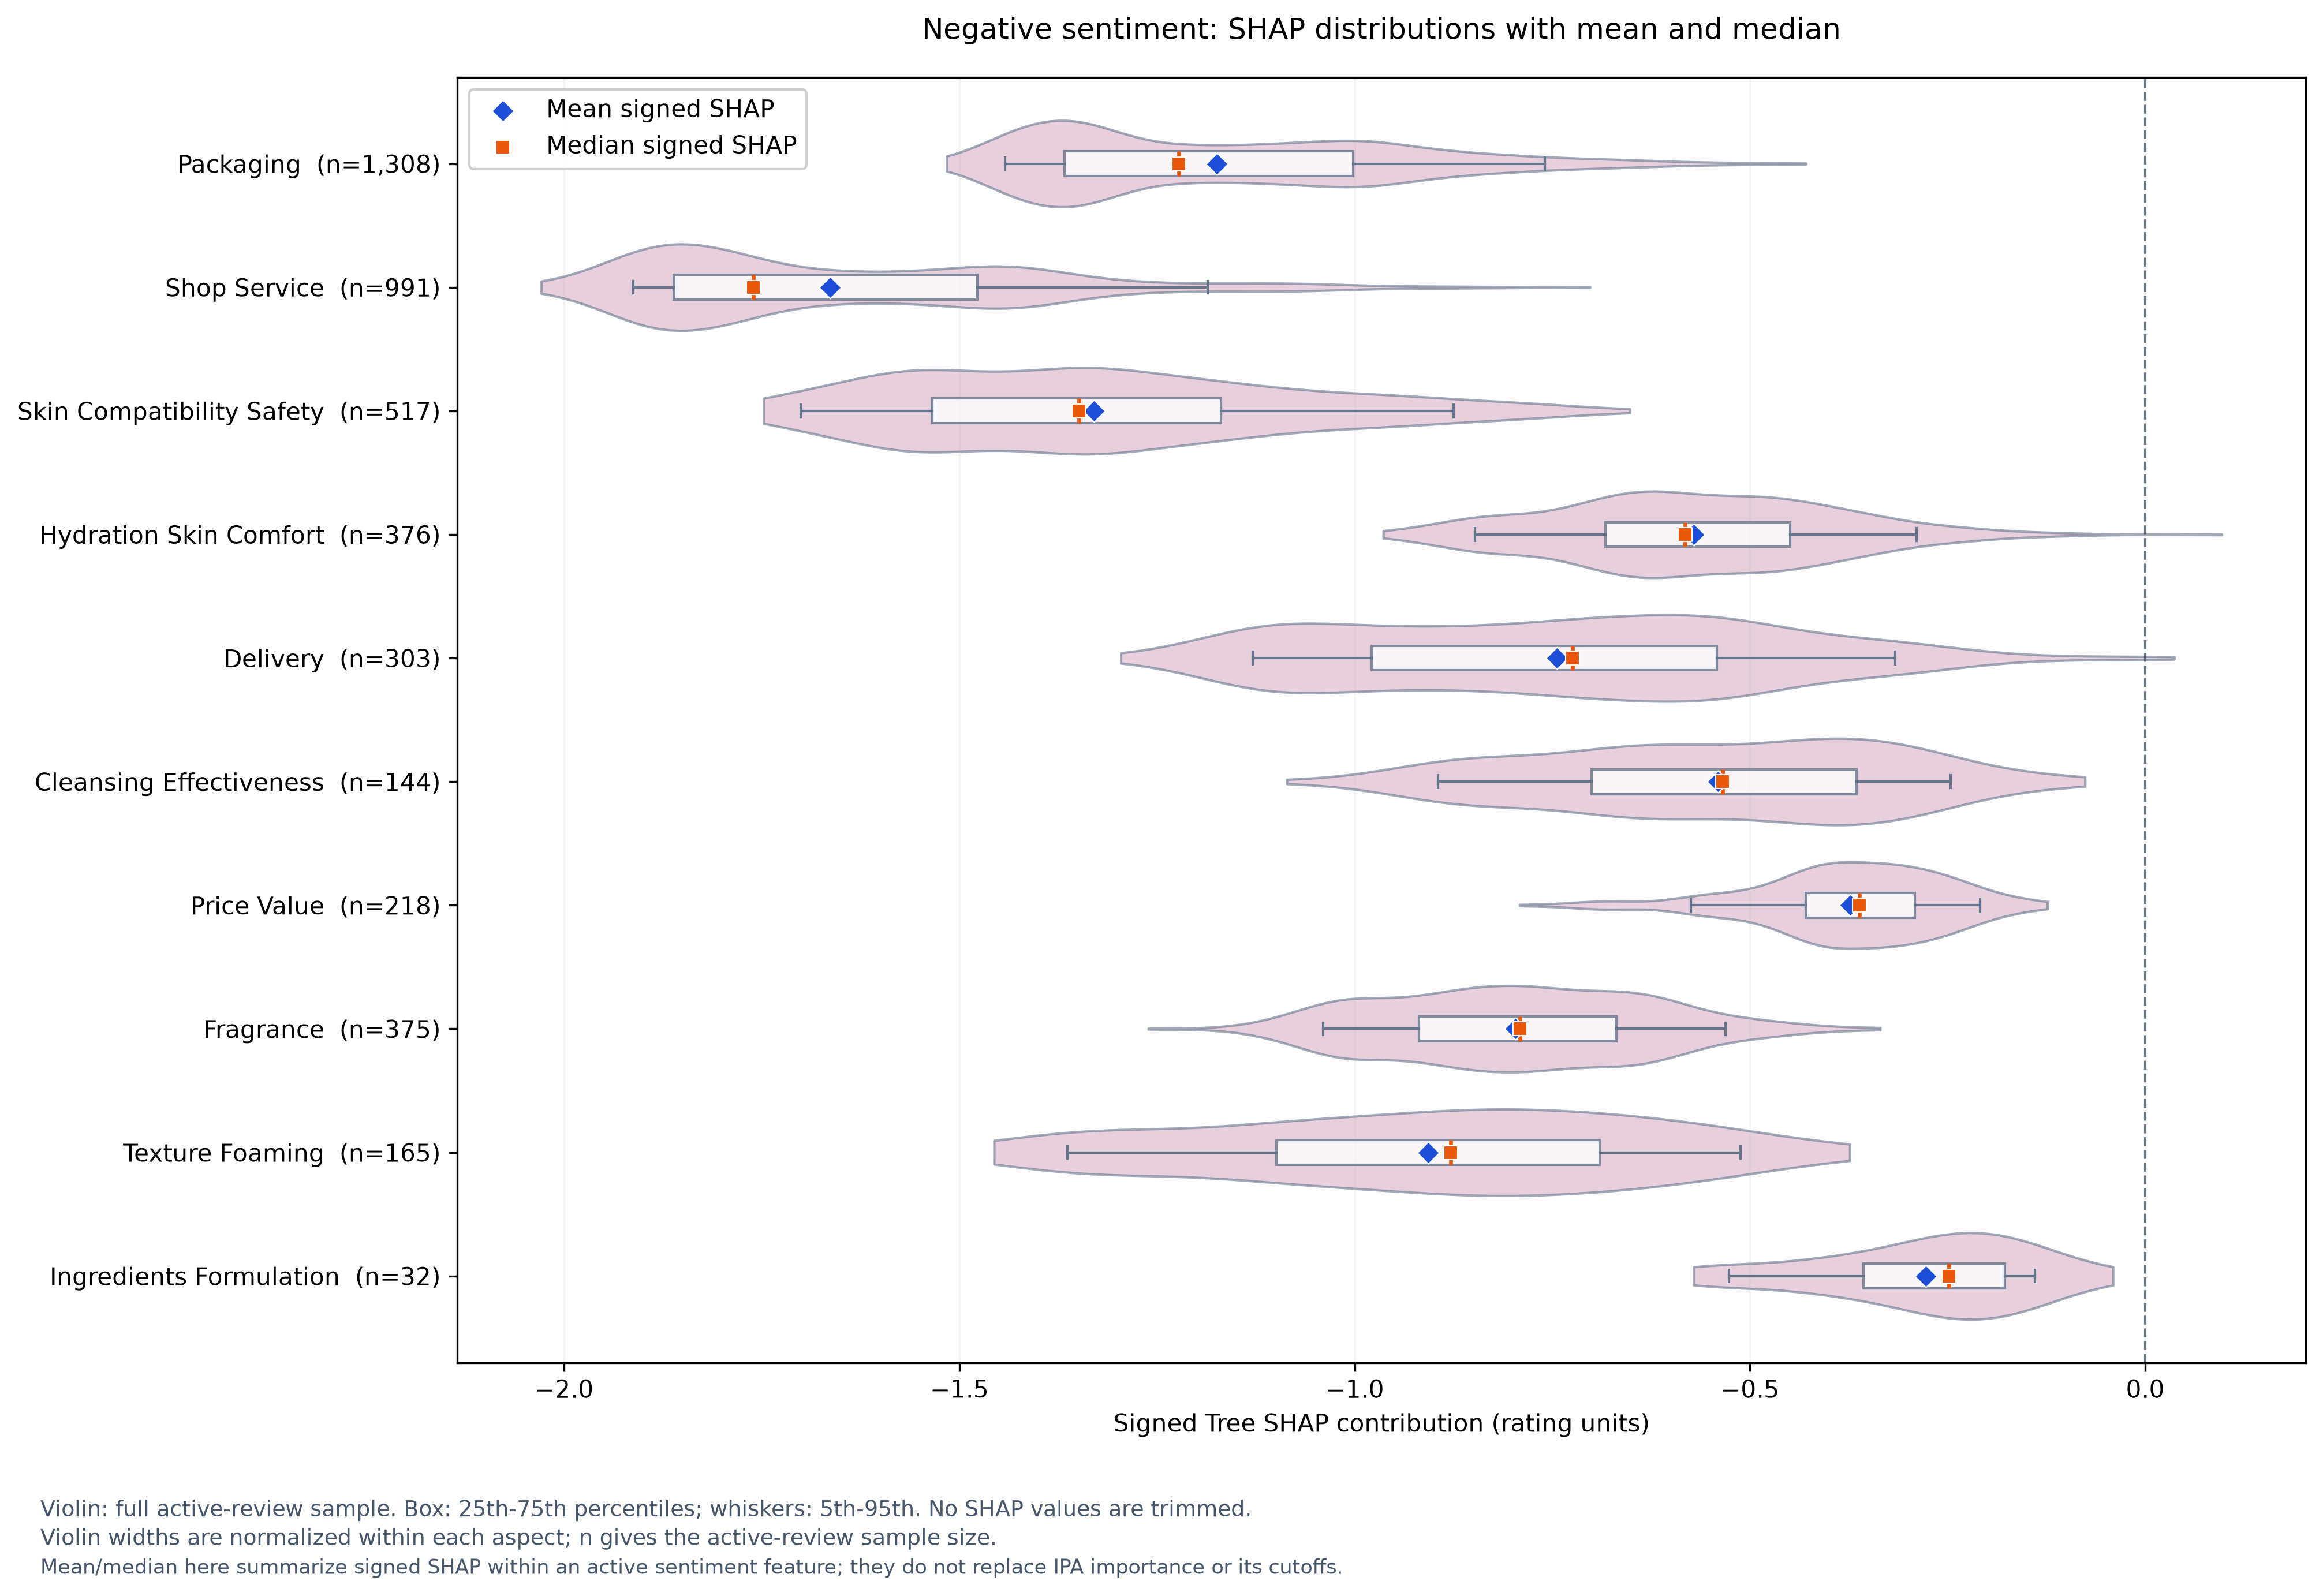 Negative sentiment: SHAP distributions with mean and median
Mean signed SHAP
Median signed SHAP
Packaging (n=1,308)
Shop Service (n=991)
Skin Compatibility Safety (n=517)
Hydration Skin Comfort (n=376)
Delivery (n=303)
Cleansing Effectiveness (n=144)
Price Value (n=218)
Fragrance (n=375)
Texture Foaming (n=165)
Ingredients Formulation (n=32)
−2.0 −1.5 −1.0 −0.5 0.0
Signed Tree SHAP contribution (rating units)
Violin: full active-review sample. Box: 25th-75th percentiles; whiskers: 5th-95th. No SHAP values are trimmed.
Violin widths are normalized within each aspect; n gives the active-review sample size.
Mean/median here summarize signed SHAP within an active sentiment feature; they do not replace IPA importance or its cutoffs.